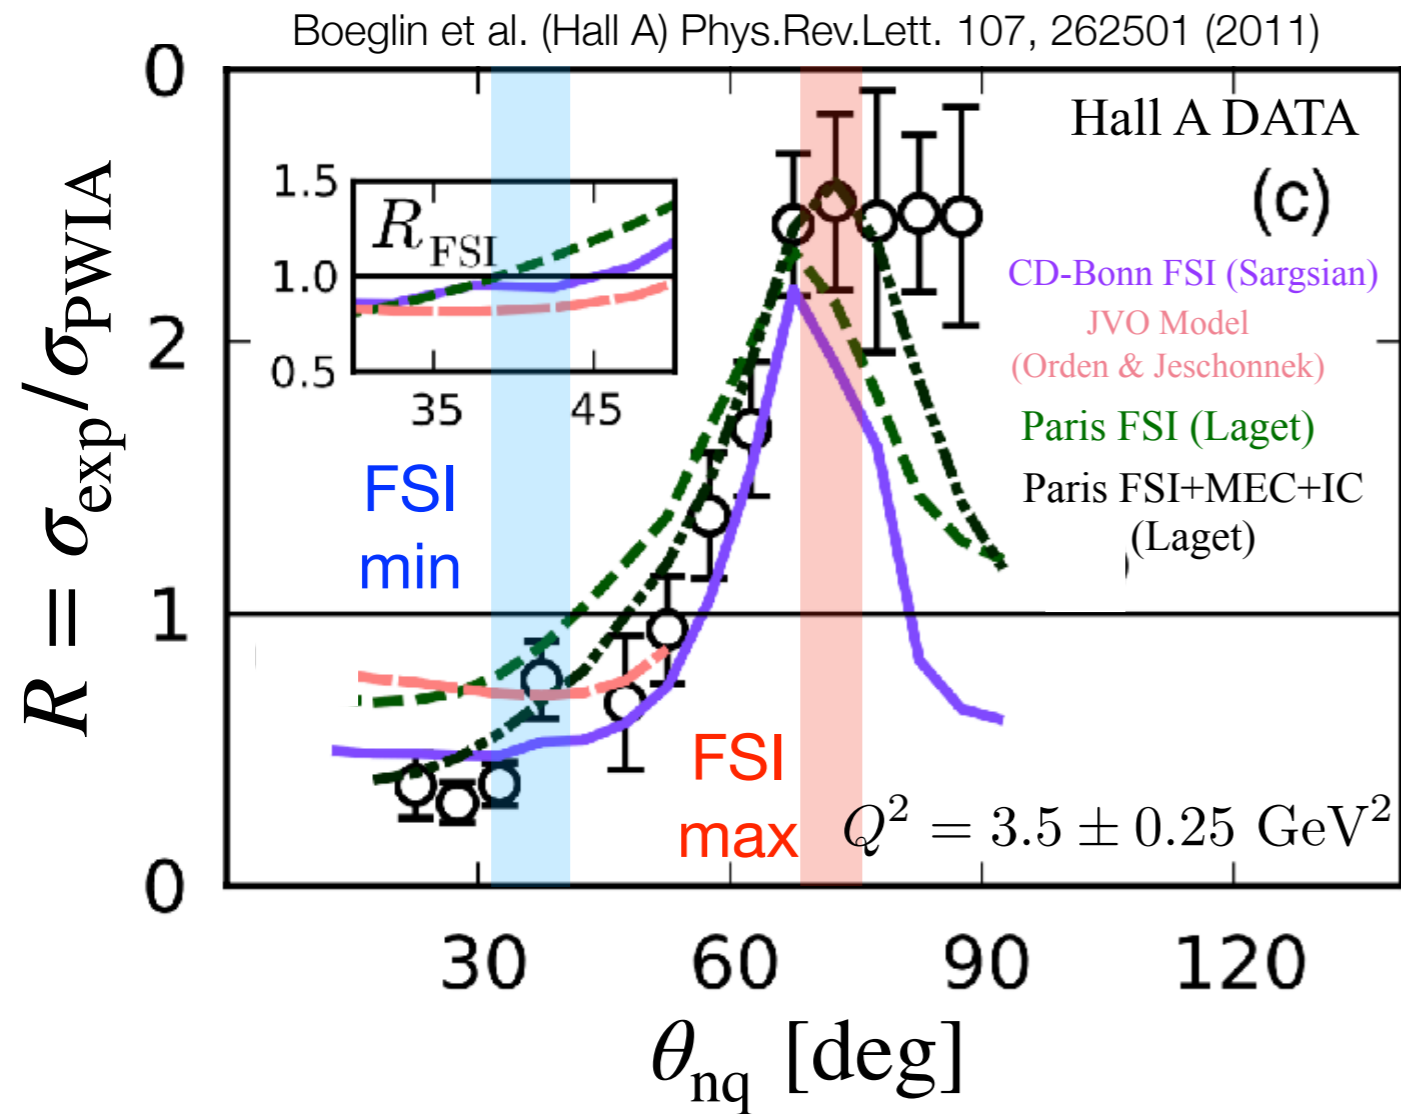 Boeglin et al. (Hall A) Phys.Rev.Lett. 107, 262501 (2011)
0
Hall A DATA
(c)
1.5
R_FSI
1.0
0.5
35 45
CD-Bonn FSI (Sargsian)
JVO Model
(Orden & Jeschonnek)
Paris FSI (Laget)
Paris FSI+MEC+IC
(Laget)
R = σ_exp/σ_PWIA
2
FSI
min
1
FSI
max
Q² = 3.5 ± 0.25 GeV²
0
30 60 90 120
θ_nq [deg]